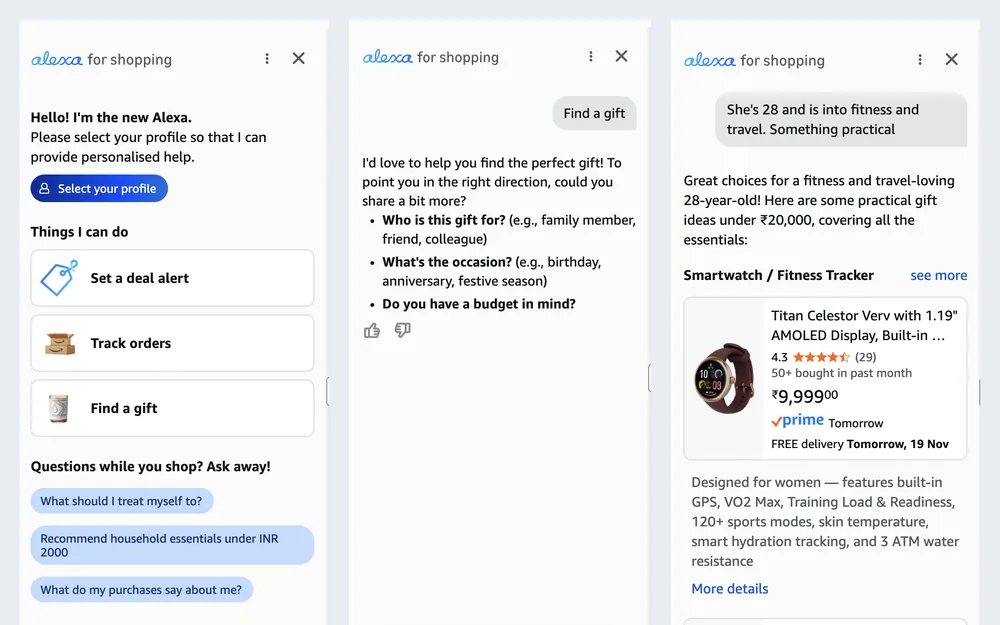 alexa for shopping
Hello! I'm the new Alexa.
Please select your profile so that I can
provide personalised help.
Select your profile
Things I can do
Set a deal alert
Track orders
Find a gift
Questions while you shop? Ask away!
What should I treat myself to?
Recommend household essentials under INR
2000
What do my purchases say about me?
alexa for shopping
Find a gift
I'd love to help you find the perfect gift! To
point you in the right direction, could you
share a bit more?
• Who is this gift for? (e.g., family member,
friend, colleague)
• What's the occasion? (e.g., birthday,
anniversary, festive season)
• Do you have a budget in mind?
alexa for shopping
She's 28 and is into fitness and
travel. Something practical
Great choices for a fitness and travel-loving
28-year-old! Here are some practical gift
ideas under ₹20,000, covering all the
essentials:
Smartwatch / Fitness Tracker see more
Titan Celestor Verv with 1.19"
AMOLED Display, Built-in ...
4.3 (29)
50+ bought in past month
₹9,99900
prime Tomorrow
FREE delivery Tomorrow, 19 Nov
Designed for women — features built-in
GPS, VO2 Max, Training Load & Readiness,
120+ sports modes, skin temperature,
smart hydration tracking, and 3 ATM water
resistance
More details